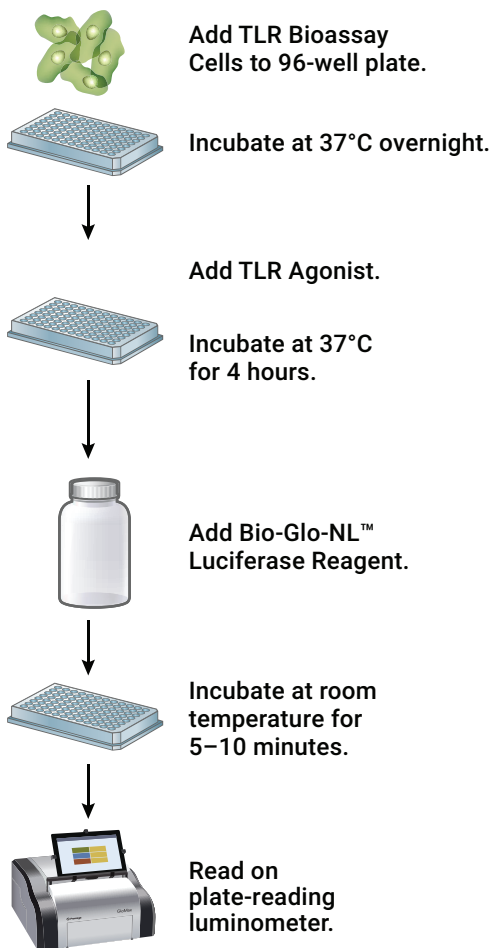 Add TLR Bioassay
Cells to 96-well plate.
Incubate at 37°C overnight.
Add TLR Agonist.
Incubate at 37°C
for 4 hours.
Add Bio-Glo-NL™
Luciferase Reagent.
Incubate at room
temperature for
5–10 minutes.
Read on
plate-reading
luminometer.